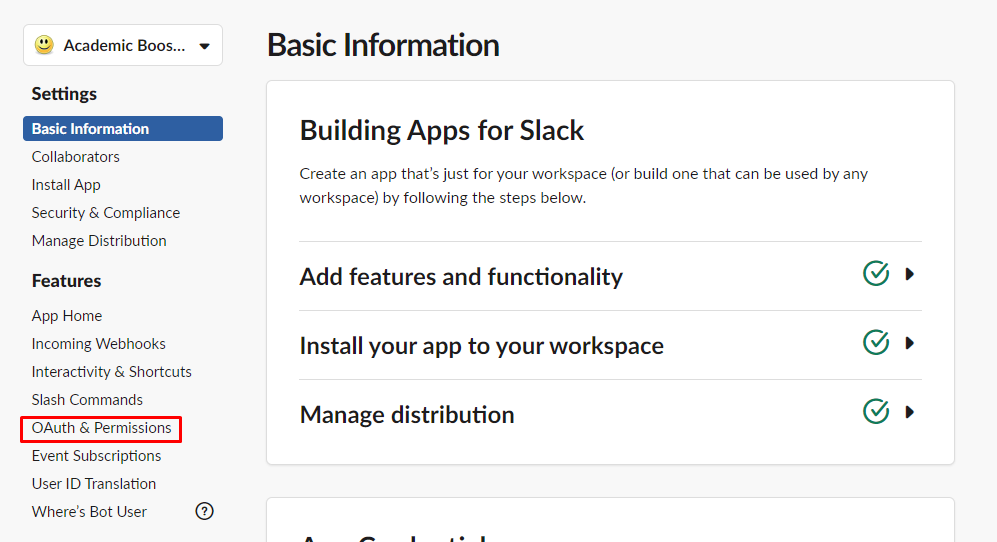 Academic Boos...
Settings
Basic Information
Collaborators
Install App
Security & Compliance
Manage Distribution
Features
App Home
Incoming Webhooks
Interactivity & Shortcuts
Slash Commands
OAuth & Permissions
Event Subscriptions
User ID Translation
Where's Bot User
?
Basic Information
Building Apps for Slack
Create an app that's just for your workspace (or build one that can be used by any
workspace) by following the steps below.
Add features and functionality
Install your app to your workspace
Manage distribution